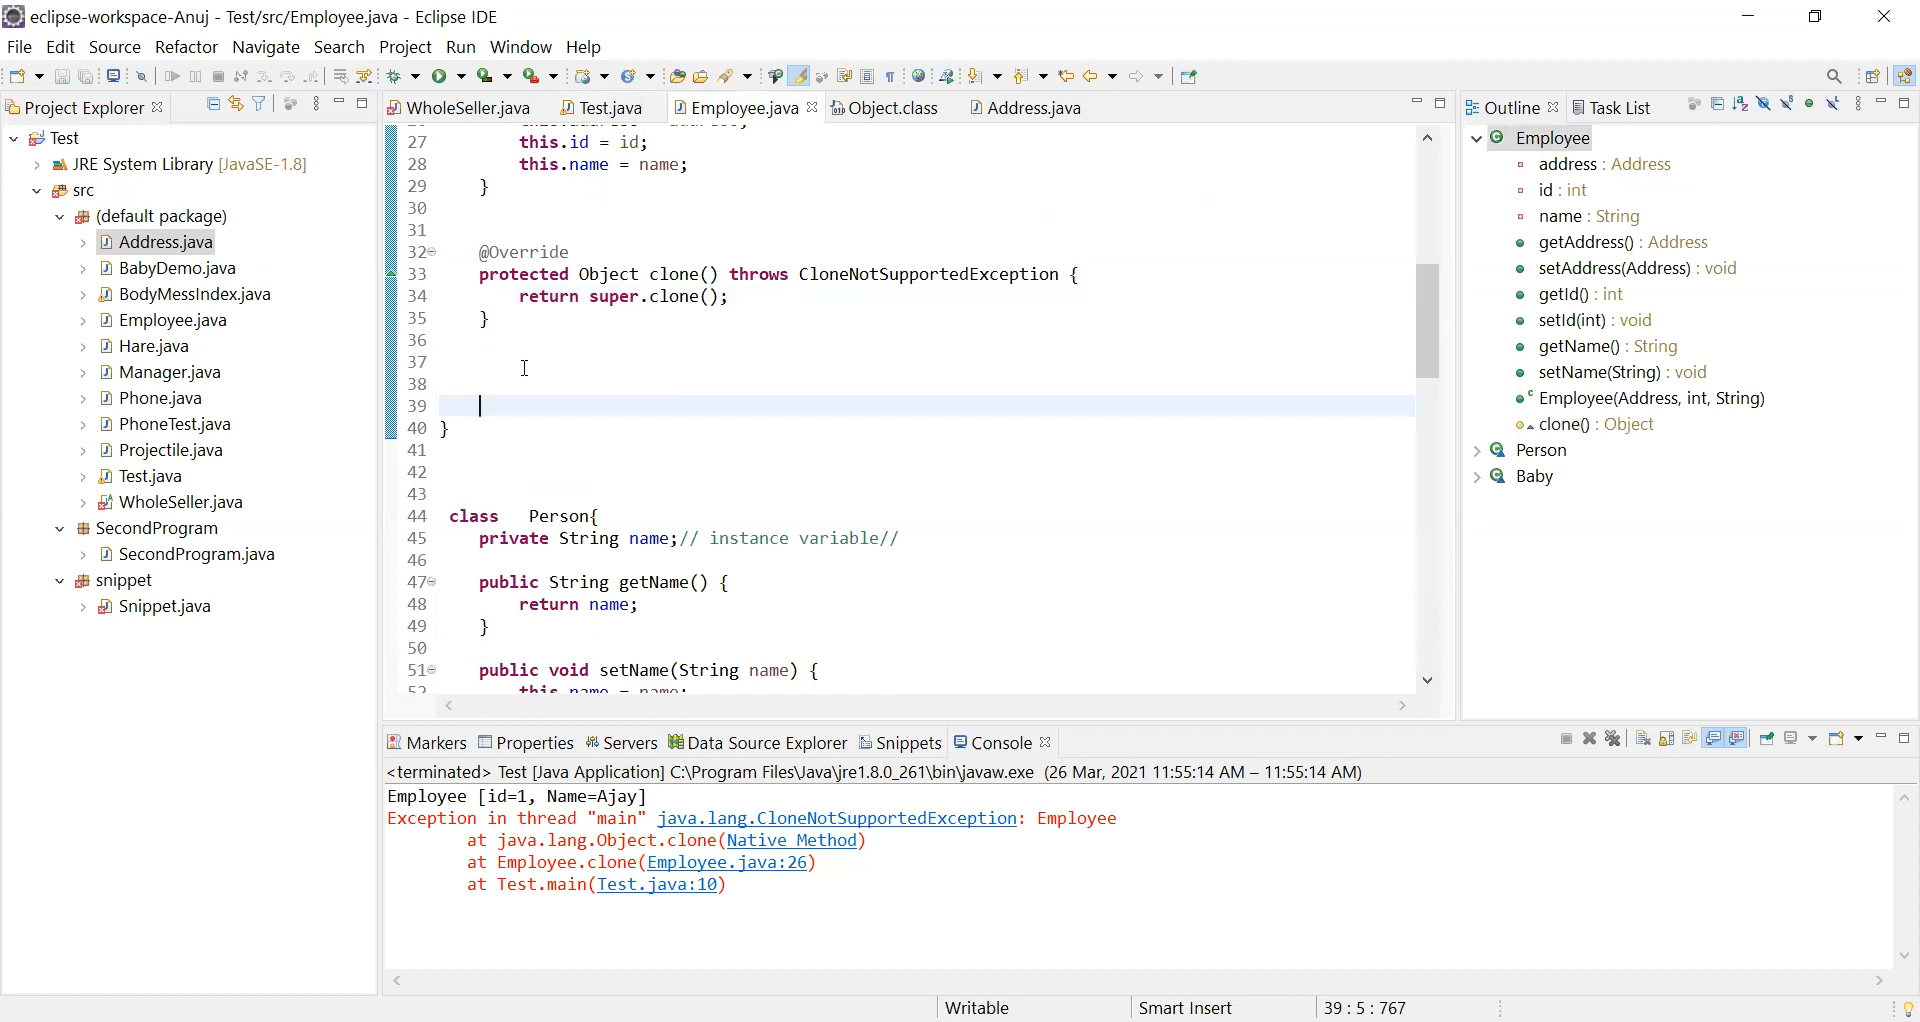 eclipse-workspace-Anuj - Test/src/Employee.java - Eclipse IDE
File Edit Source Refactor Navigate Search Project Run Window Help
Project Explorer
Test
JRE System Library [JavaSE-1.8]
src
(default package)
Address.java
BabyDemo.java
BodyMessIndex.java
Employee.java
Hare.java
Manager.java
Phone.java
PhoneTest.java
Projectile.java
Test.java
WholeSeller.java
SecondProgram
SecondProgram.java
snippet
Snippet.java
WholeSeller.java Test.java Employee.java Object.class Address.java
27 this.id = id;
28 this.name = name;
29 }
30
31
32 @Override
33 protected Object clone() throws CloneNotSupportedException {
34 return super.clone();
35 }
36
37
38
39
40 }
41
42
43
44 class Person{
45 private String name;// instance variable//
46
47 public String getName() {
48 return name;
49 }
50
51 public void setName(String name) {
52 this.name = name;
Outline Task List
Employee
address : Address
id : int
name : String
getAddress() : Address
setAddress(Address) : void
getId() : int
setId(int) : void
getName() : String
setName(String) : void
Employee(Address, int, String)
clone() : Object
Person
Baby
Markers Properties Servers Data Source Explorer Snippets Console
<terminated> Test [Java Application] C:\Program Files\Java\jre1.8.0_261\bin\javaw.exe (26 Mar, 2021 11:55:14 AM – 11:55:14 AM)
Employee [id=1, Name=Ajay]
Exception in thread "main" java.lang.CloneNotSupportedException: Employee
at java.lang.Object.clone(Native Method)
at Employee.clone(Employee.java:26)
at Test.main(Test.java:10)
Writable Smart Insert 39 : 5 : 767